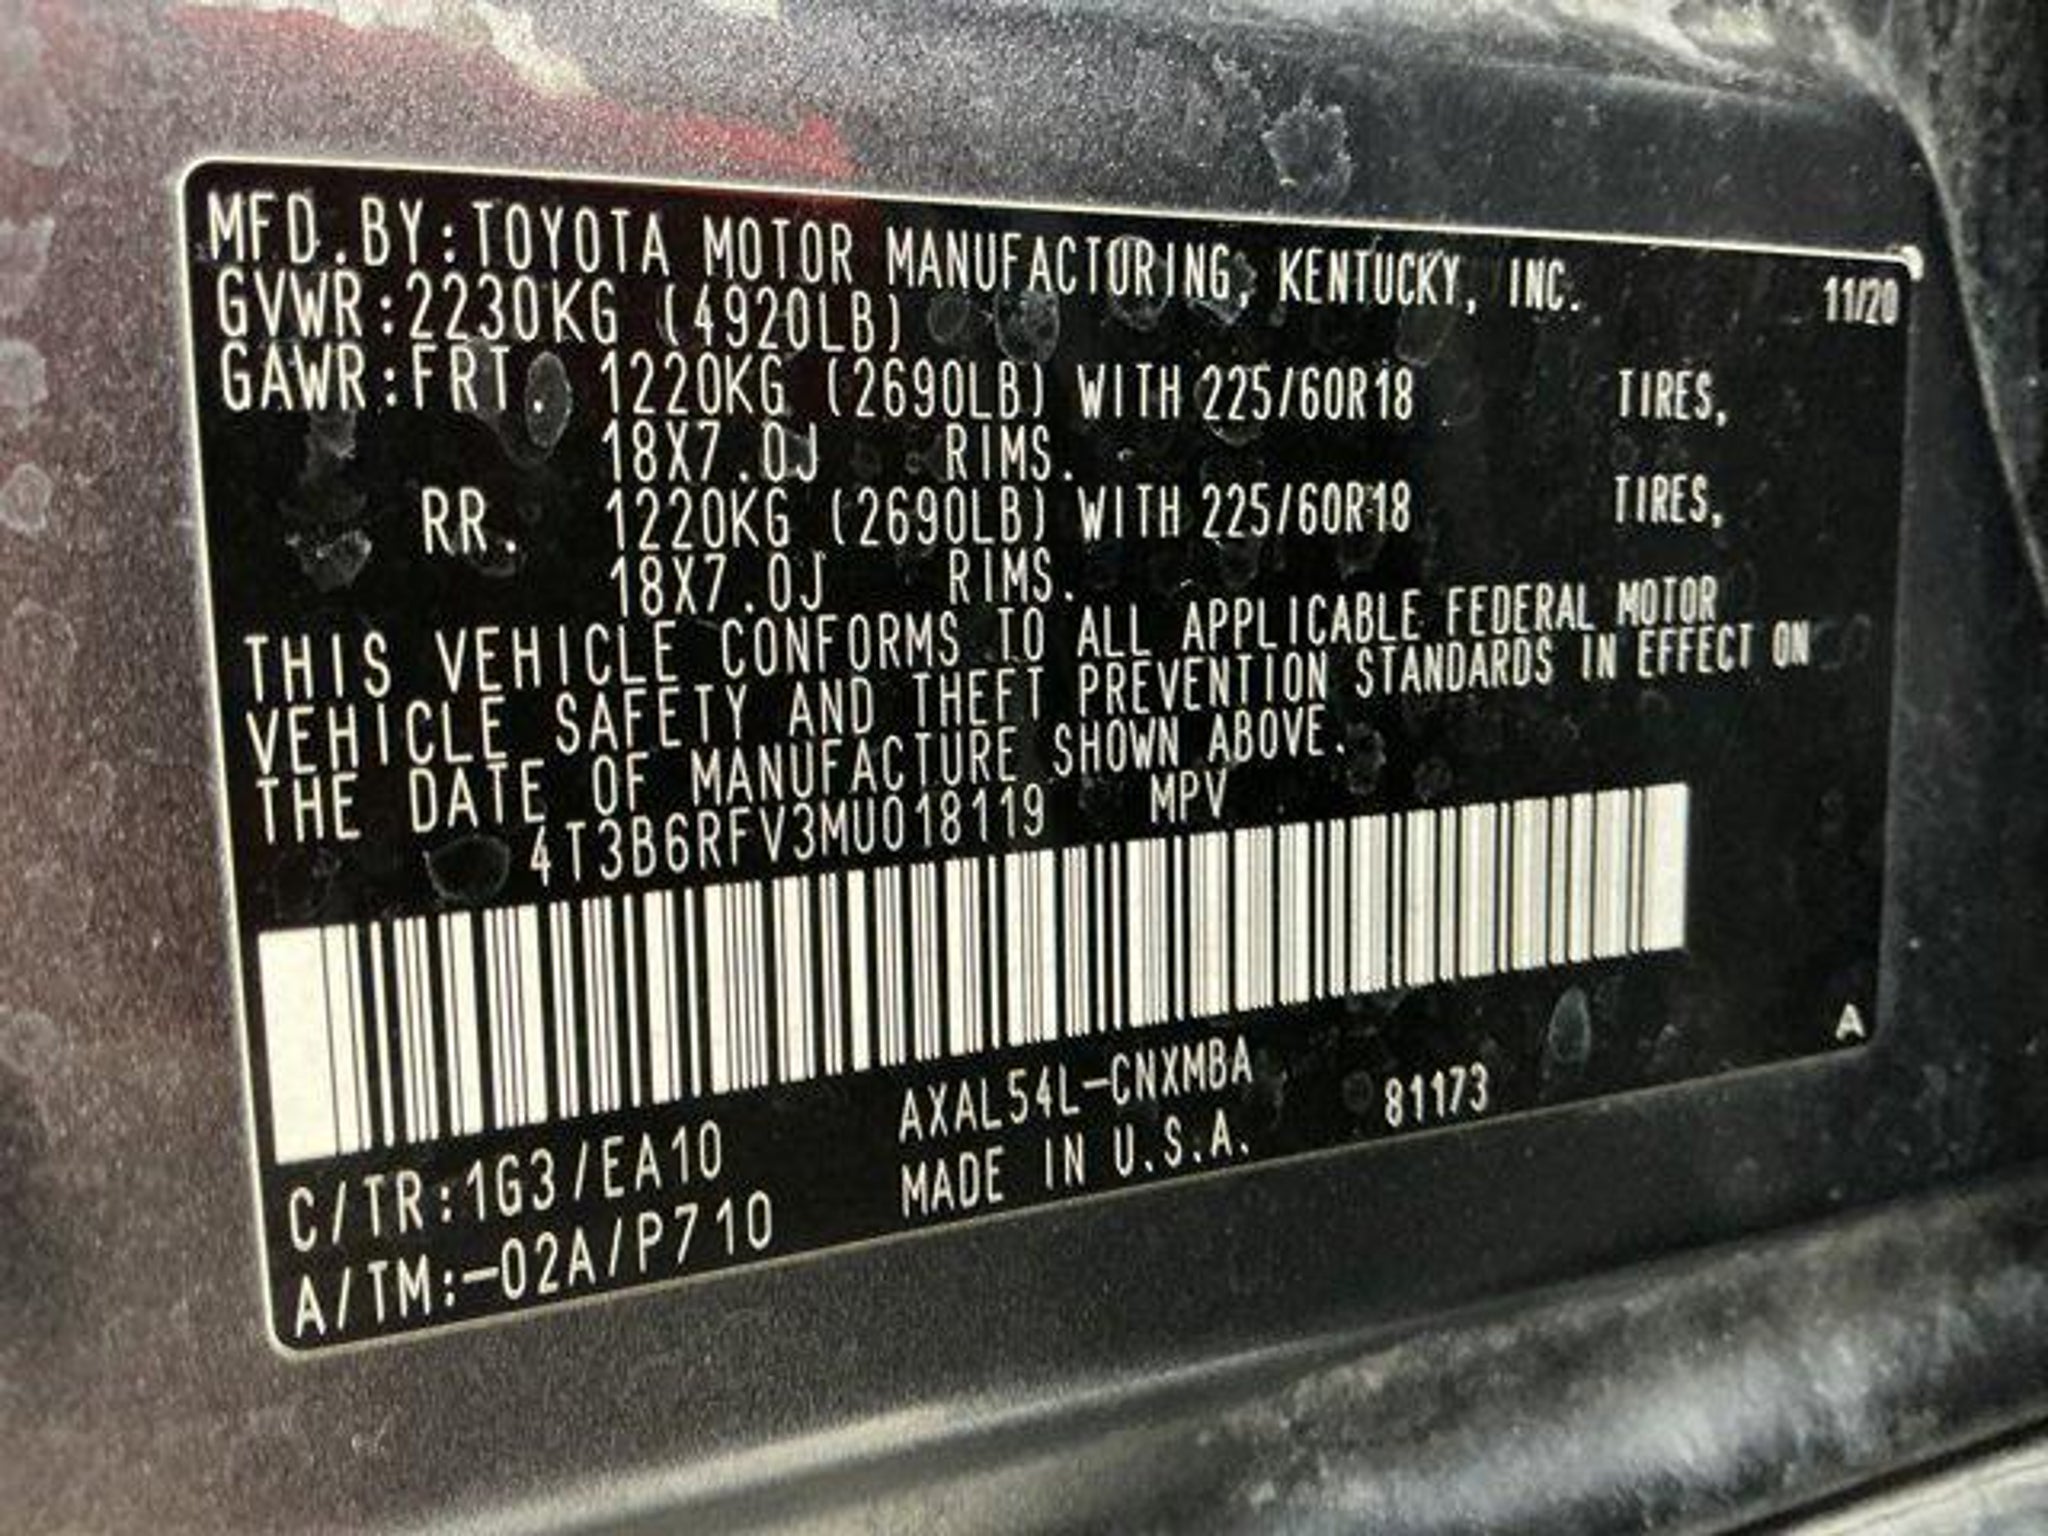 MFD.BY:TOYOTA MOTOR MANUFACTURING, KENTUCKY, INC. 11/20
GVWR:2230KG (4920LB)
GAWR:FRT. 1220KG (2690LB) WITH 225/60R18 TIRES,
18X7.0J RIMS.
RR. 1220KG (2690LB) WITH 225/60R18 TIRES,
18X7.0J RIMS.
THIS VEHICLE CONFORMS TO ALL APPLICABLE FEDERAL MOTOR
VEHICLE SAFETY AND THEFT PREVENTION STANDARDS IN EFFECT ON
THE DATE OF MANUFACTURE SHOWN ABOVE.
4T3B6RFV3MU018119 MPV
A
C/TR:1G3/EA10 AXAL54L-CNXMBA 81173
A/TM:-02A/P710 MADE IN U.S.A.